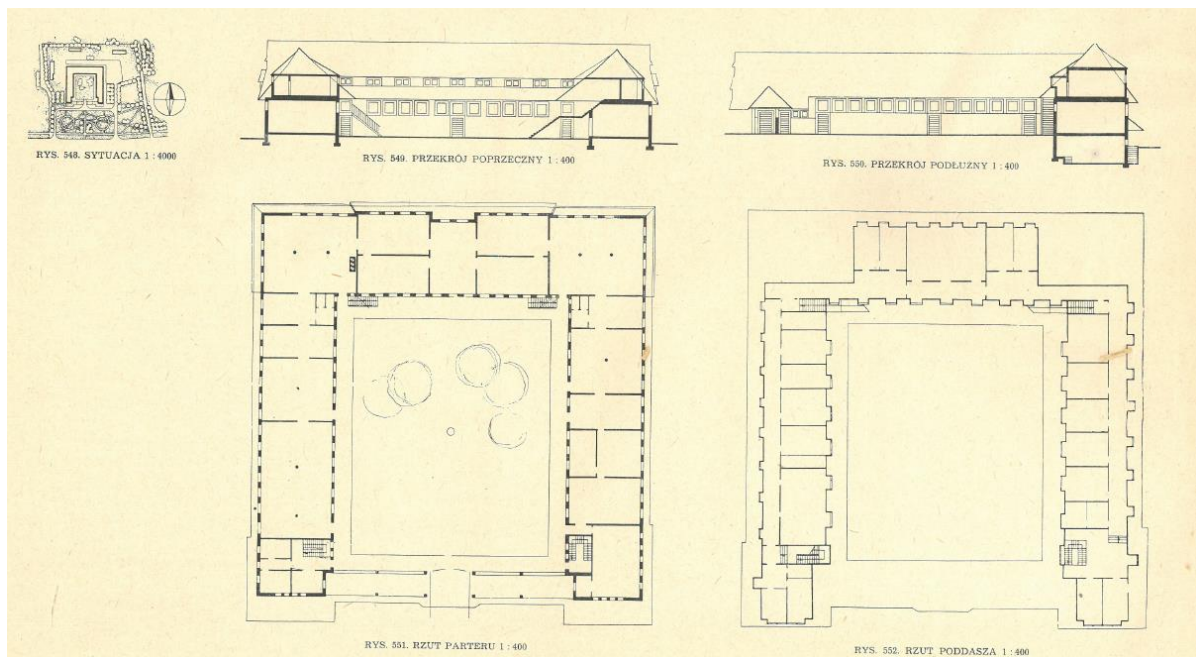 RYS. 548. SYTUACJA 1 : 4000
RYS. 549. PRZEKRÓJ POPRZECZNY 1 : 400
RYS. 550. PRZEKRÓJ PODŁUŻNY 1 : 400
RYS. 551. RZUT PARTERU 1 : 400
RYS. 552. RZUT PODDASZA 1 : 400